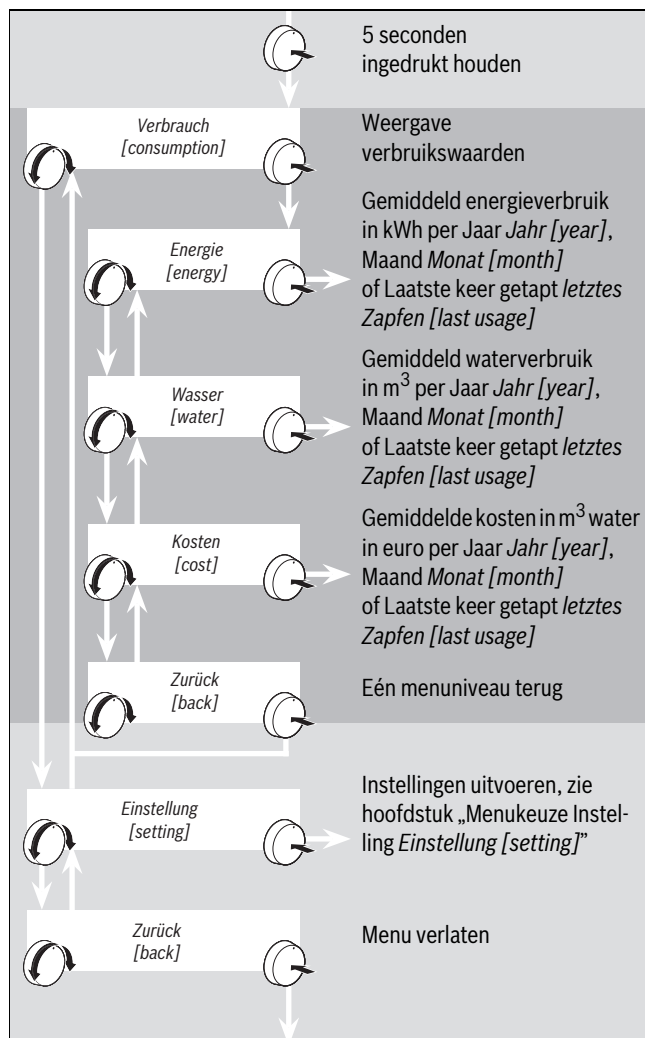 5 seconden
ingedrukt houden
Verbrauch
[consumption]
Weergave
verbruikswaarden
Energie
[energy]
Gemiddeld energieverbruik
in kWh per Jaar Jahr [year],
Maand Monat [month]
of Laatste keer getapt letztes
Zapfen [last usage]
Wasser
[water]
Gemiddeld waterverbruik
in m³ per Jaar Jahr [year],
Maand Monat [month]
of Laatste keer getapt letztes
Zapfen [last usage]
Kosten
[cost]
Gemiddelde kosten in m³ water
in euro per Jaar Jahr [year],
Maand Monat [month]
of Laatste keer getapt letztes
Zapfen [last usage]
Zurück
[back]
Eén menuniveau terug
Einstellung
[setting]
Instellingen uitvoeren, zie
hoofdstuk „Menukeuze Instel-
ling Einstellung [setting]”
Zurück
[back]
Menu verlaten